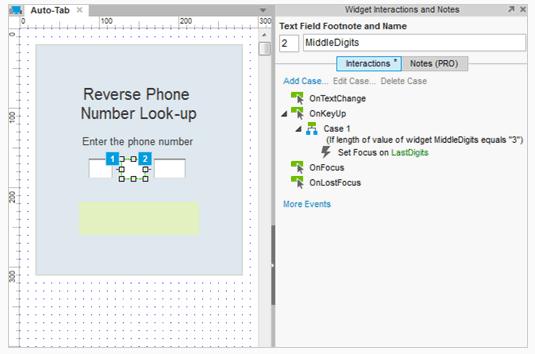 Auto-Tab
Widget Interactions and Notes
0 100 200 300
0
100
200
300
Reverse Phone
Number Look-up
Enter the phone number
1 2
Text Field Footnote and Name
2 MiddleDigits
Interactions * Notes (PRO)
Add Case... Edit Case... Delete Case
OnTextChange
OnKeyUp
Case 1
(If length of value of widget MiddleDigits equals "3")
Set Focus on LastDigits
OnFocus
OnLostFocus
More Events